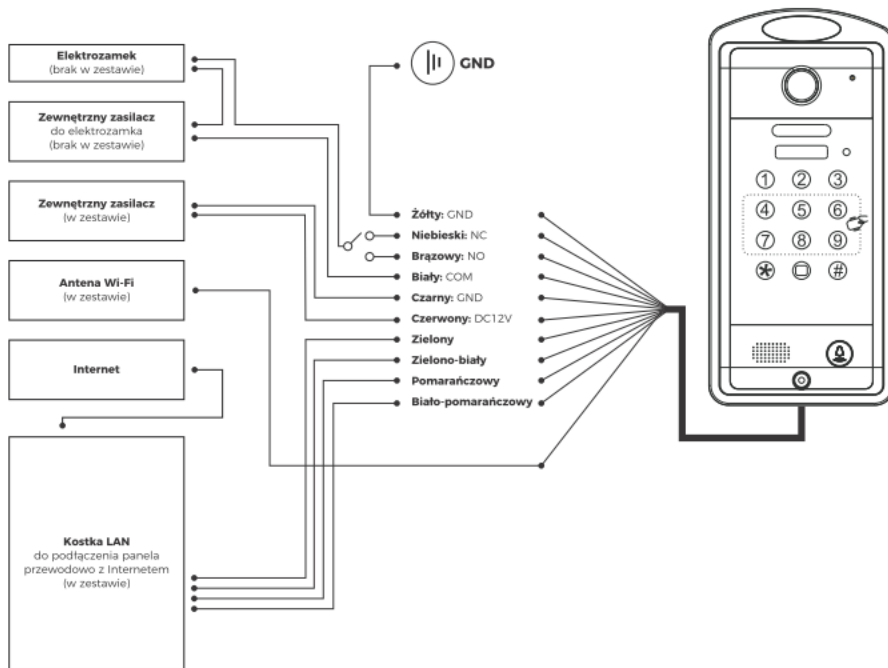 Elektrozamek
(brak w zestawie)
Zewnętrzny zasilacz
do elektrozamka
(brak w zestawie)
Zewnętrzny zasilacz
(w zestawie)
Antena Wi-Fi
(w zestawie)
Internet
Kostka LAN
do podłączenia panela
przewodowo z Internetem
(w zestawie)
GND
Żółty: GND
Niebieski: NC
Brązowy: NO
Biały: COM
Czarny: GND
Czerwony: DC12V
Zielony
Zielono-biały
Pomarańczowy
Biało-pomarańczowy
1 2 3
4 5 6
7 8 9
* #